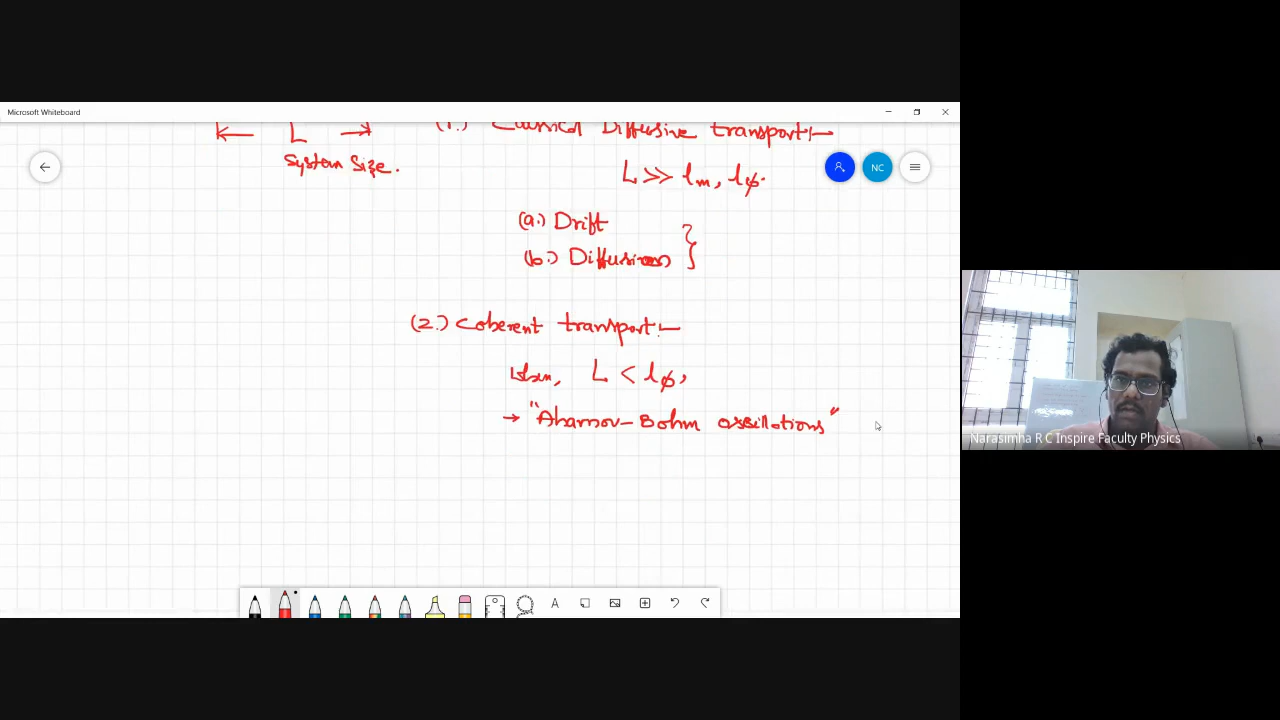 Microsoft Whiteboard
← L → (1.) Classical Diffusive transport:-
System Size.
L >> lm, lφ.
NC
(a.) Drift
(b.) Diffusion
(2.) Coherent transport:-
when, L < lφ,
→ "Aharnov-Bohm oscillations"
Narasimha R C Inspire Faculty Physics
A